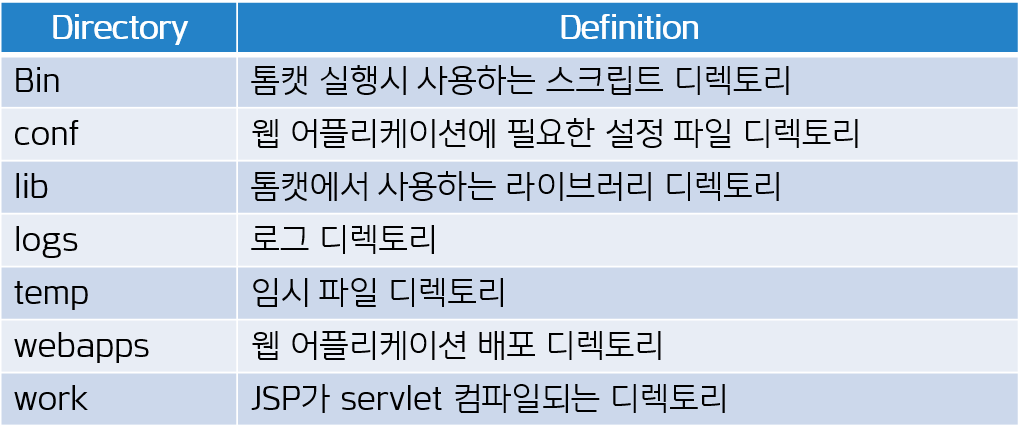 Directory Definition
Bin 톰캣 실행시 사용하는 스크립트 디렉토리
conf 웹 어플리케이션에 필요한 설정 파일 디렉토리
lib 톰캣에서 사용하는 라이브러리 디렉토리
logs 로그 디렉토리
temp 임시 파일 디렉토리
webapps 웹 어플리케이션 배포 디렉토리
work JSP가 servlet 컴파일되는 디렉토리